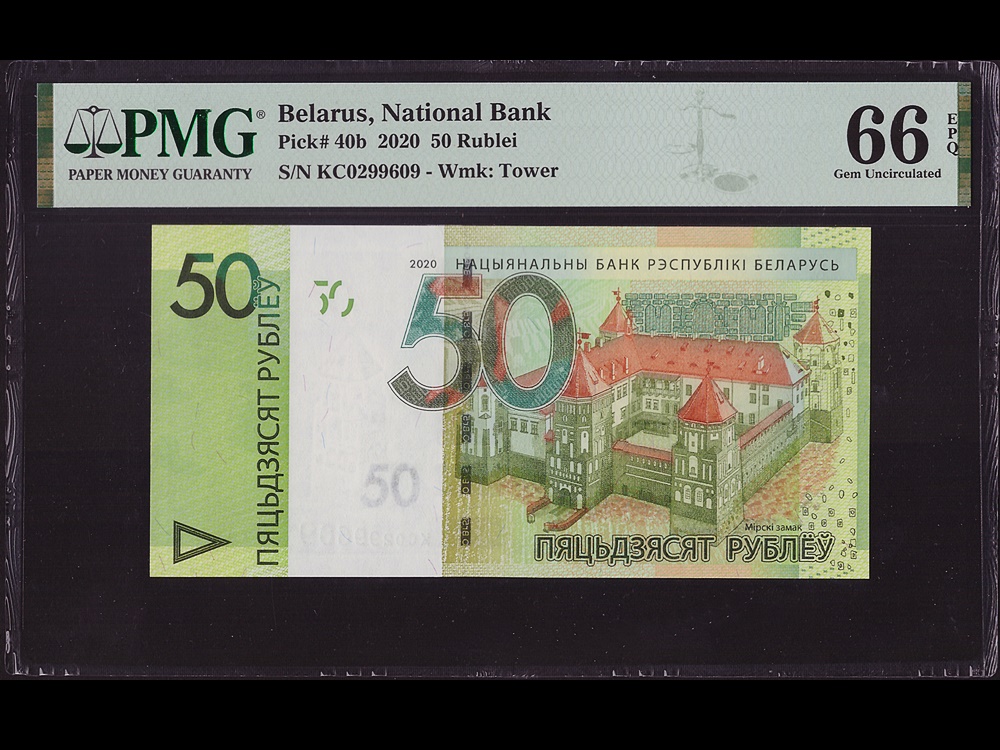 PMG®
PAPER MONEY GUARANTY
Belarus, National Bank
Pick# 40b 2020 50 Rublei
S/N KC0299609 - Wmk: Tower
66
EPQ
Gem Uncirculated
50
ПЯЦЬДЗЯСЯТ РУБЛЁЎ
50
2020
НАЦЫЯНАЛЬНЫ БАНК РЭСПУБЛІКІ БЕЛАРУСЬ
50
50
Мірскі замак
ПЯЦЬДЗЯСЯТ РУБЛЁЎ